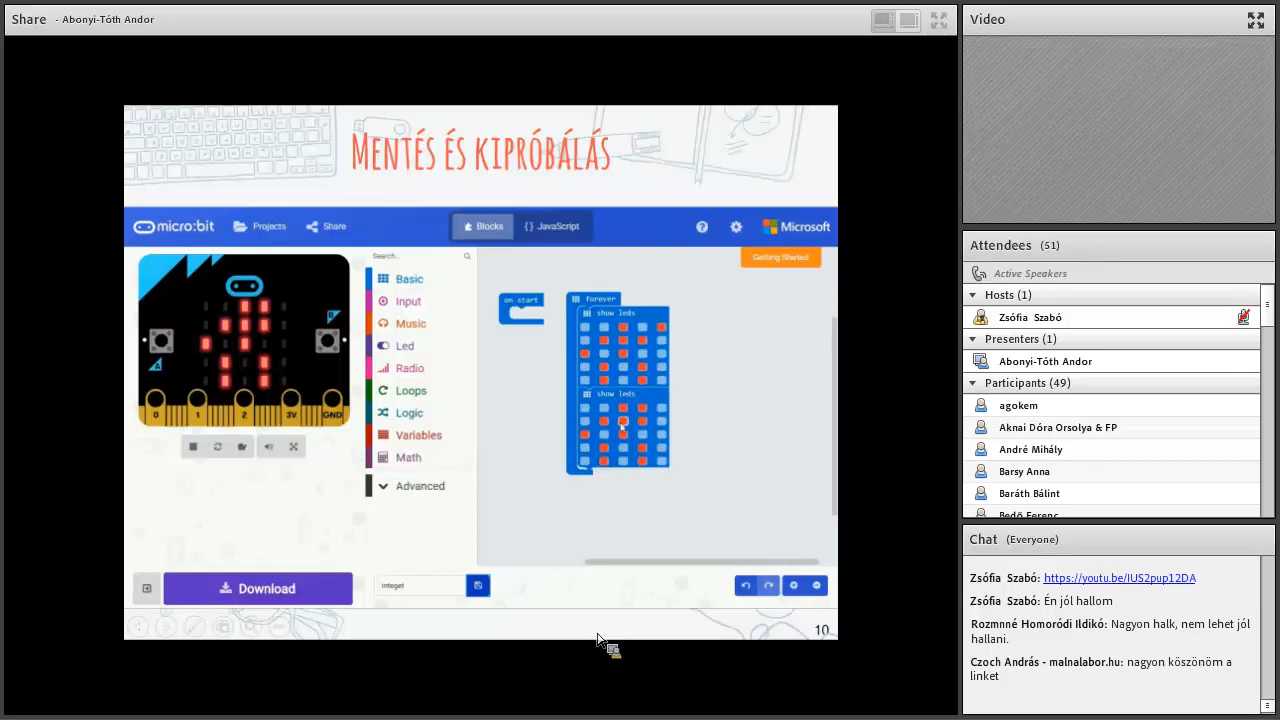 Share - Abonyi-Tóth Andor
MENTÉS ÉS KIPRÓBÁLÁS
micro:bit Projects Share Blocks {} JavaScript ? Microsoft
Search...
Getting Started
Basic
Input
Music
Led
Radio
Loops
Logic
Variables
Math
Advanced
B
A
0 1 2 3V GND
on start
forever
show leds
show leds
Download
integet
10
Video
Attendees (51)
Active Speakers
Hosts (1)
Zsófia Szabó
Presenters (1)
Abonyi-Tóth Andor
Participants (49)
agokem
Aknai Dóra Orsolya & FP
André Mihály
Barsy Anna
Baráth Bálint
Bedő Ferenc
Chat (Everyone)
Zsófia Szabó: https://youtu.be/IUS2pup12DA
Zsófia Szabó: Én jól hallom
Rozmnné Homoródi Ildikó: Nagyon halk, nem lehet jól
hallani.
Czoch András - malnalabor.hu: nagyon köszönöm a
linket